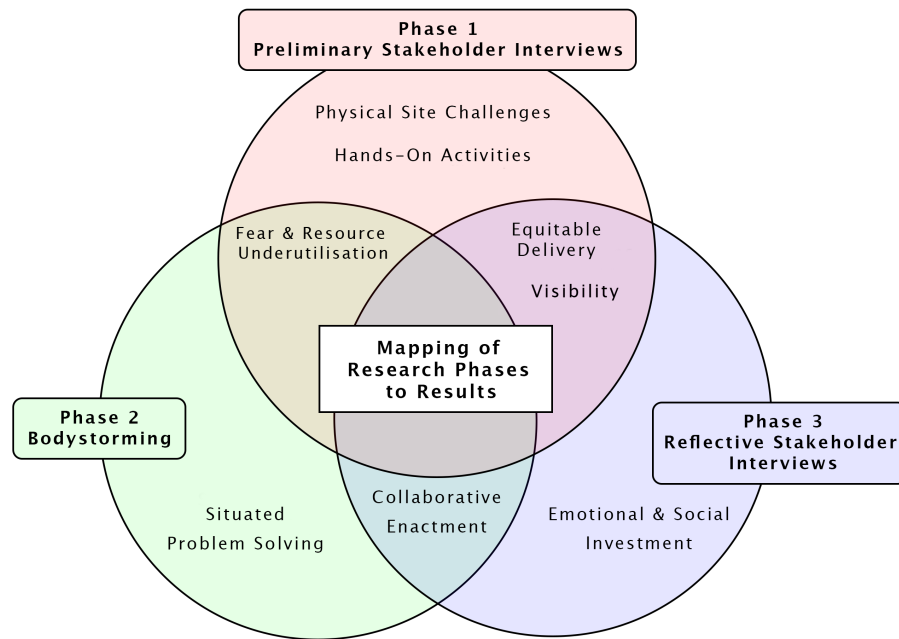 Phase 1
Preliminary Stakeholder Interviews
Physical Site Challenges
Hands-On Activities
Fear & Resource
Underutilisation
Equitable
Delivery
Visibility
Mapping of
Research Phases
to Results
Phase 2
Bodystorming
Phase 3
Reflective Stakeholder
Interviews
Situated
Problem Solving
Collaborative
Enactment
Emotional & Social
Investment